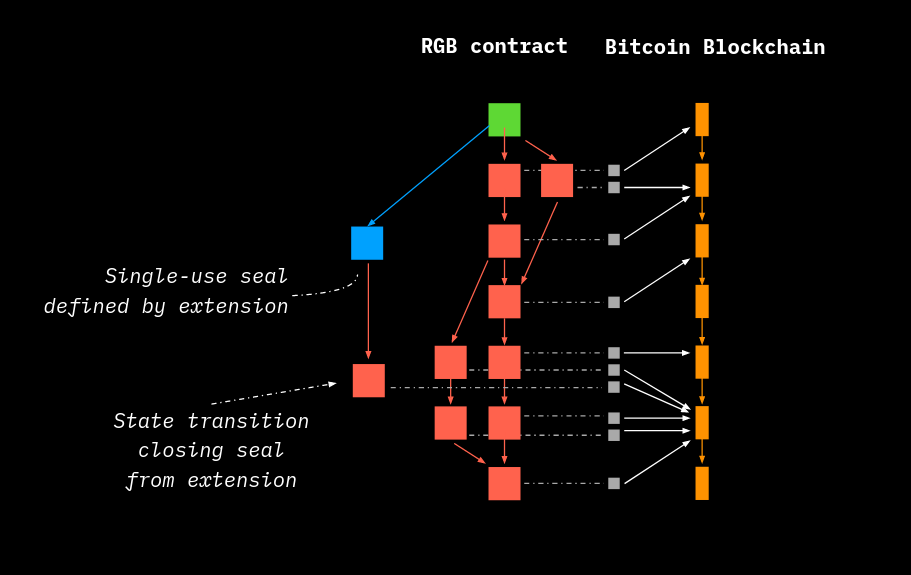 RGB contract
Bitcoin Blockchain
Single-use seal
defined by extension
State transition
closing seal
from extension